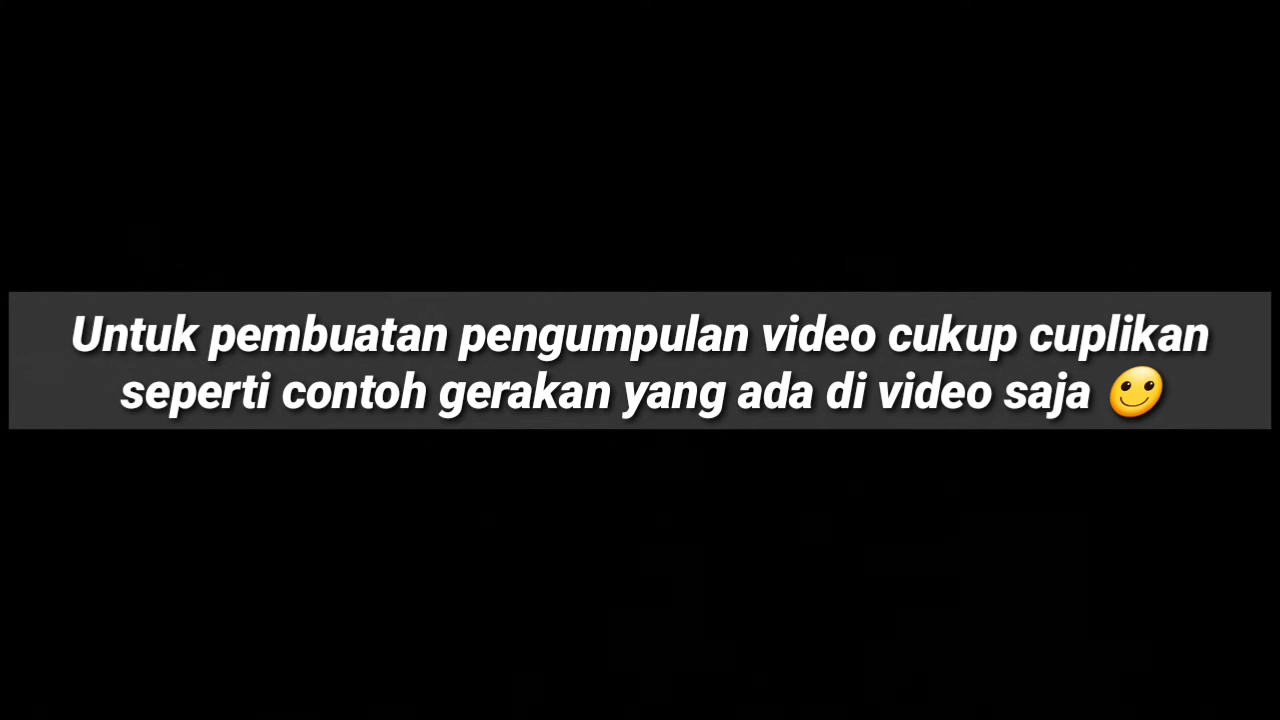 Untuk pembuatan pengumpulan video cukup cuplikan
seperti contoh gerakan yang ada di video saja 🙂